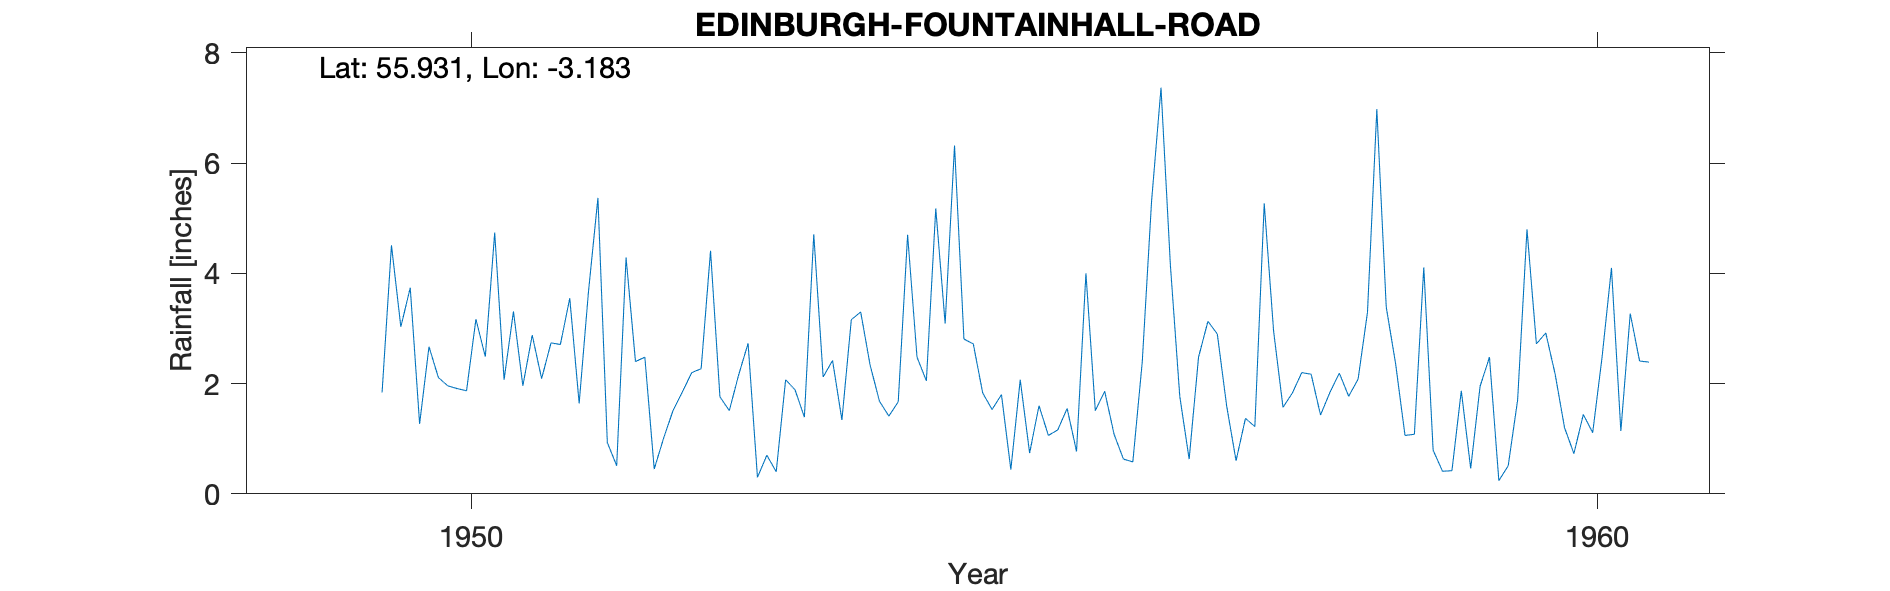 EDINBURGH-FOUNTAINHALL-ROAD
Lat: 55.931, Lon: -3.183
8
6
4
2
0
Rainfall [inches]
1950
1960
Year